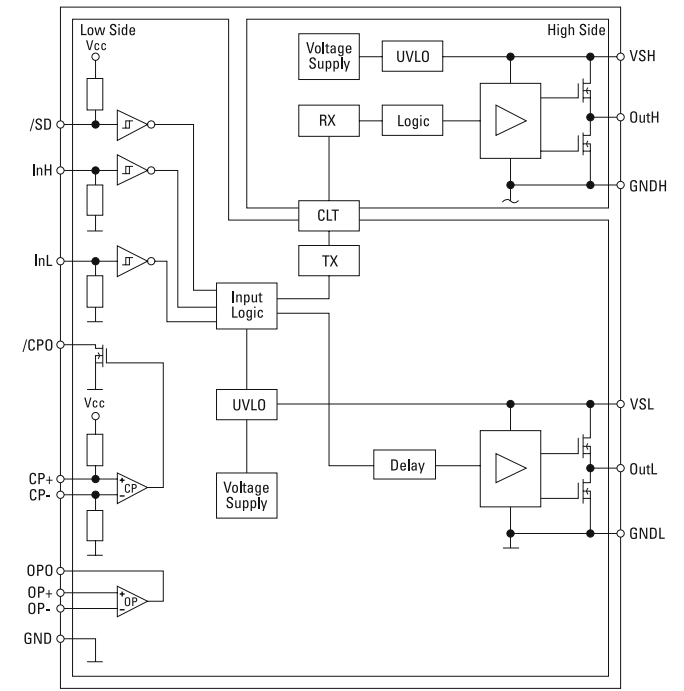 Low Side
High Side
Vcc
Voltage
Supply
UVLO
VSH
/SD
RX
Logic
OutH
InH
GNDH
CLT
InL
TX
Input
Logic
/CPO
Vcc
UVLO
VSL
CP+
CP-
+
-
CP
Voltage
Supply
Delay
OutL
GNDL
OPO
OP+
OP-
+
-
OP
GND